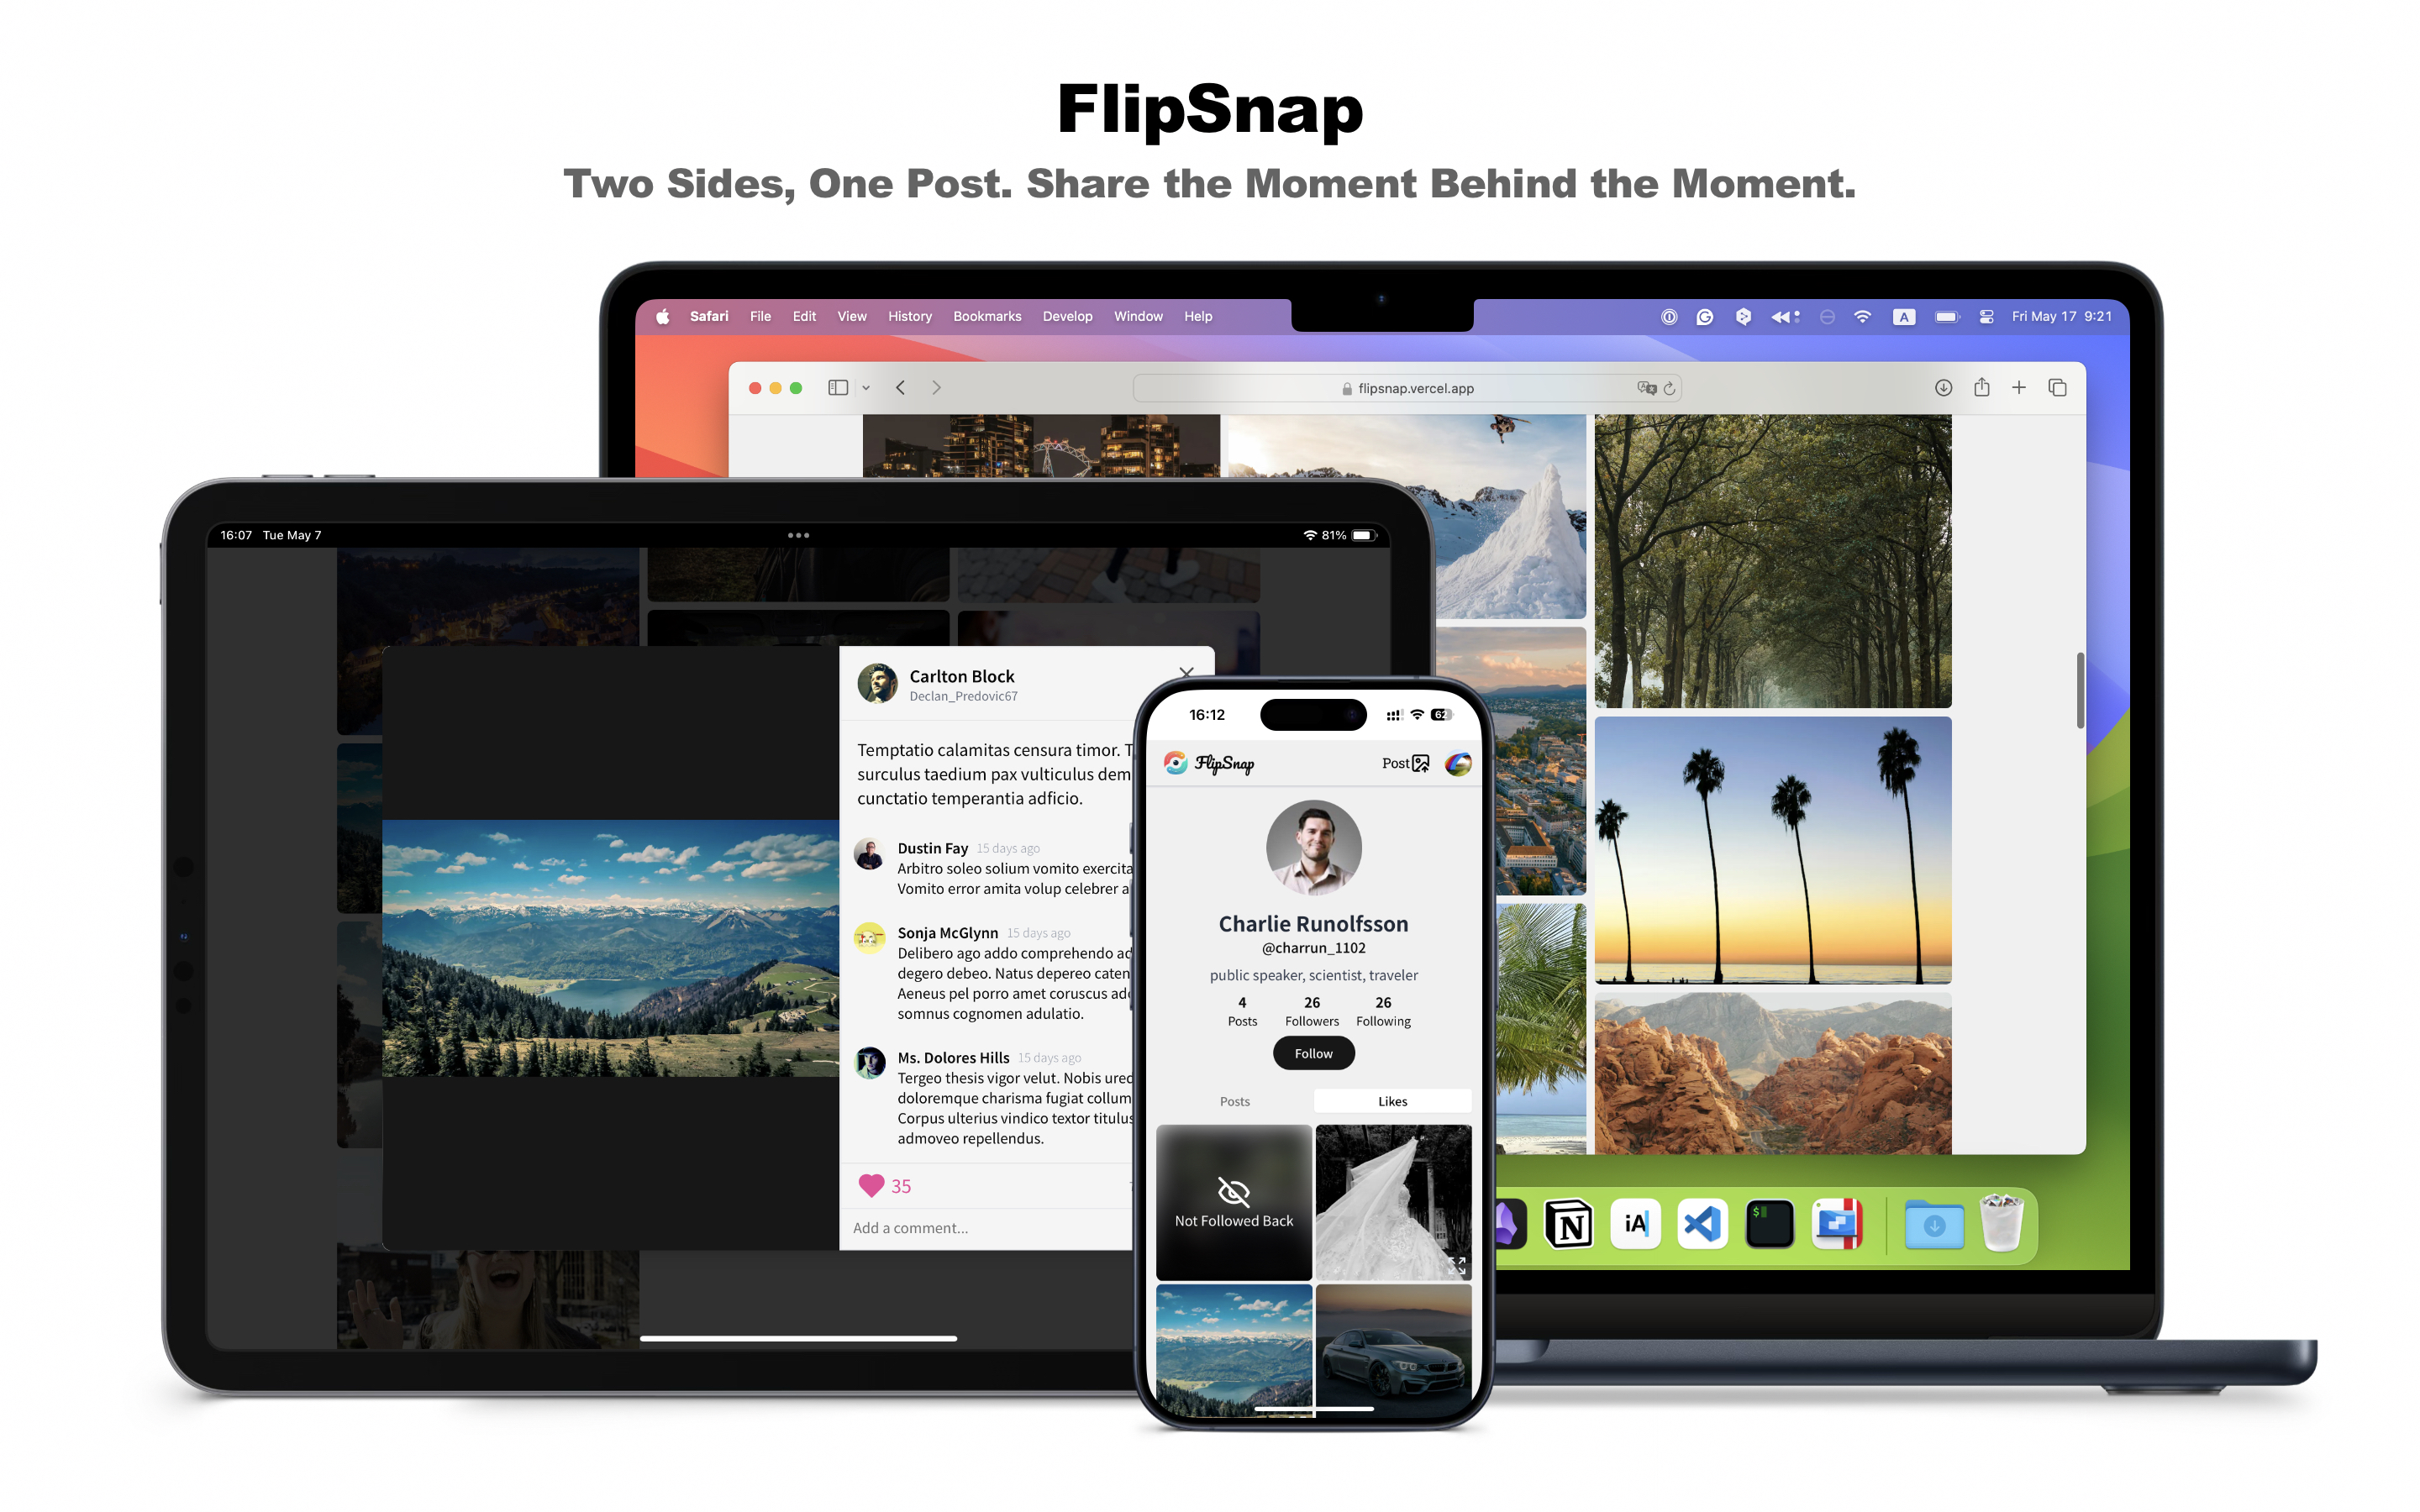 FlipSnap
Two Sides, One Post. Share the Moment Behind the Moment.
Safari File Edit View History Bookmarks Develop Window Help
A
Fri May 17 9:21
flipsnap.vercel.app
16:07 Tue May 7
81%
Carlton Block
Declan_Predovic67
Temptatio calamitas censura timor. T
surculus taedium pax vulticulus dem
cunctatio temperantia adficio.
Dustin Fay 15 days ago
Arbitro soleo solium vomito exercita
Vomito error amita volup celebrer a
Sonja McGlynn 15 days ago
Delibero ago addo comprehendo ad
degero debeo. Natus depereo caten
Aeneus pel porro amet coruscus ado
somnus cognomen adulatio.
Ms. Dolores Hills 15 days ago
Tergeo thesis vigor velut. Nobis ured
doloremque charisma fugiat collum
Corpus ulterius vindico textor titulus
admoveo repellendus.
35
Add a comment...
16:12
62
FlipSnap
Post
Charlie Runolfsson
@charrun_1102
public speaker, scientist, traveler
4 26 26
Posts Followers Following
Follow
Posts Likes
Not Followed Back
N
iA
$